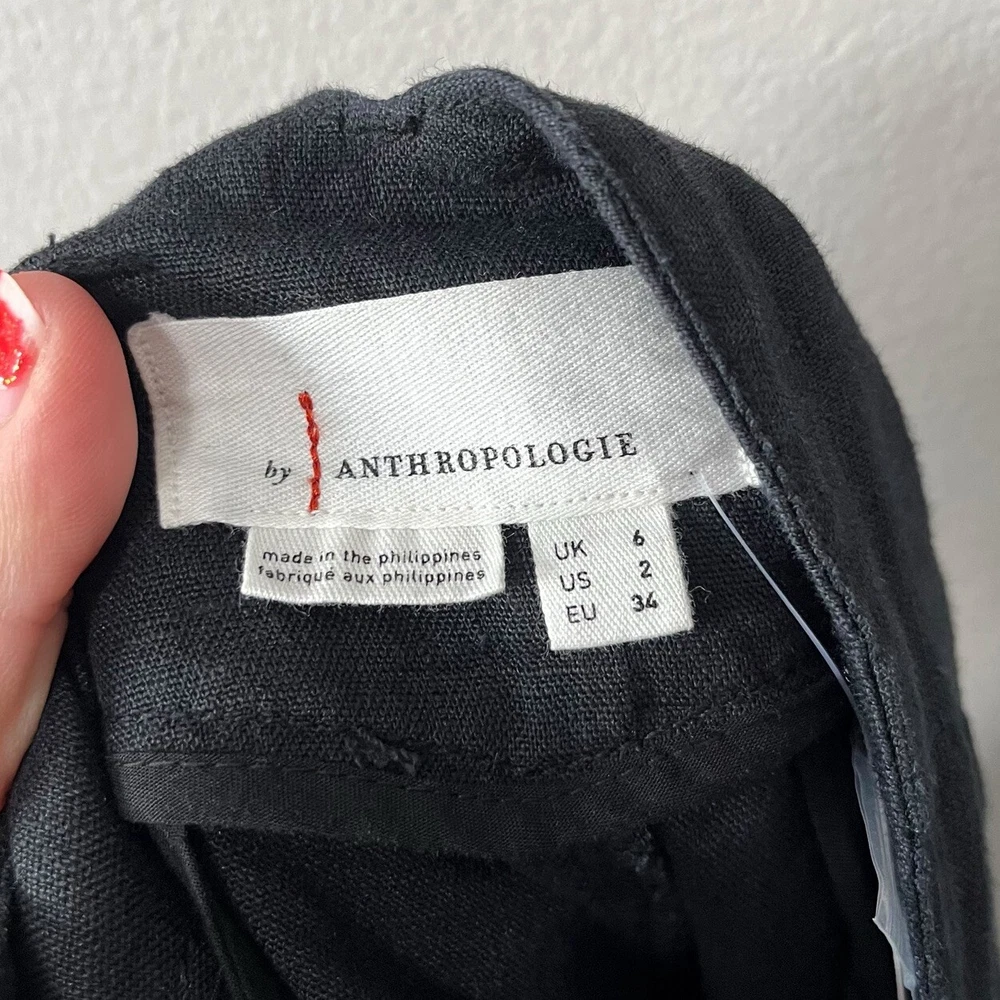 by ANTHROPOLOGIE
made in the philippines
fabriqué aux philippines
UK 6
US 2
EU 34